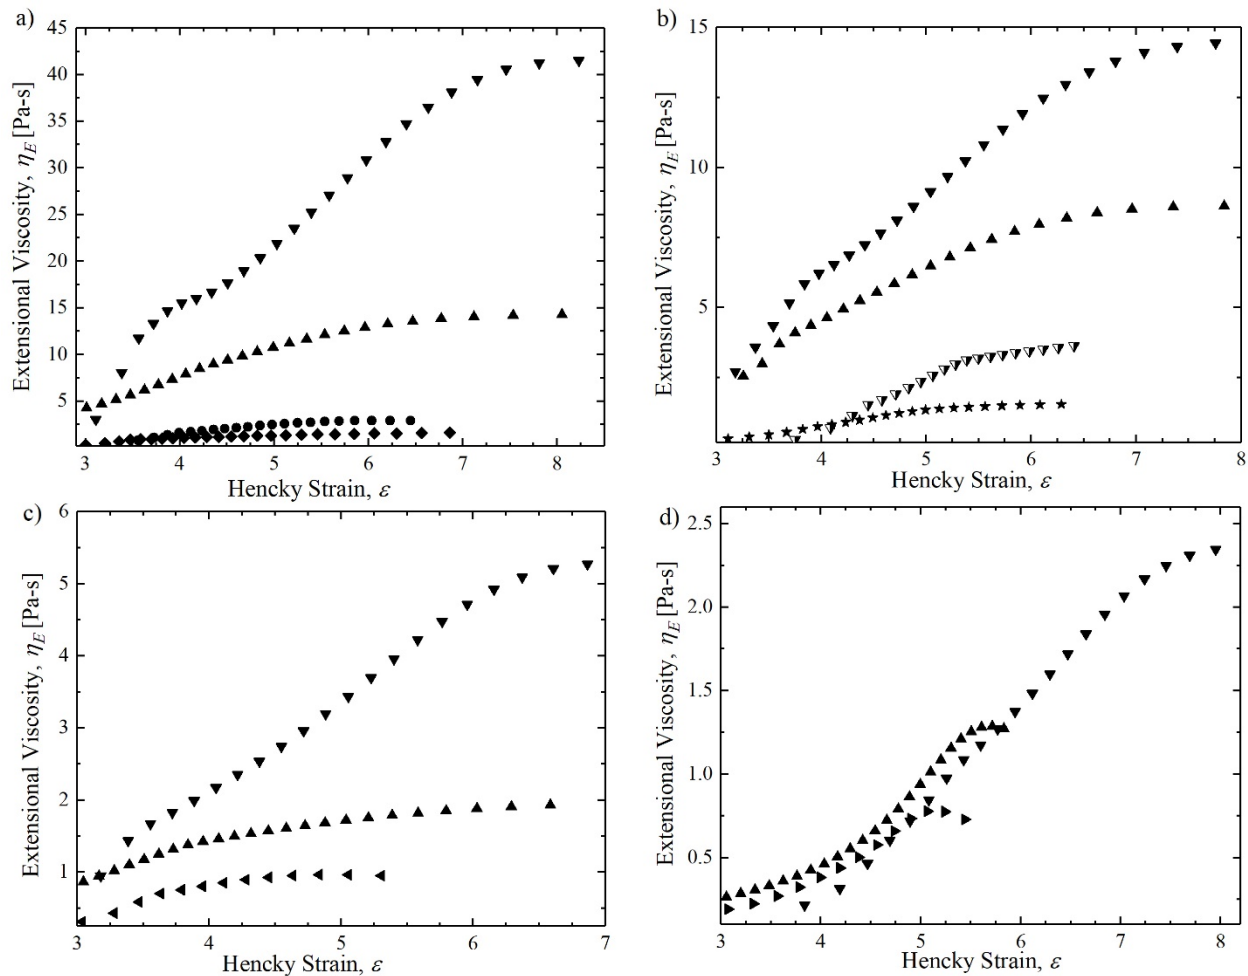 a)
45
40
35
30
25
20
15
10
5
3 4 5 6 7 8
Extensional Viscosity, ηE [Pa-s]
Hencky Strain, ε
b)
15
10
5
3 4 5 6 7 8
Extensional Viscosity, ηE [Pa-s]
Hencky Strain, ε
c)
6
5
4
3
2
1
3 4 5 6 7
Extensional Viscosity, ηE [Pa-s]
Hencky Strain, ε
d)
2.5
2.0
1.5
1.0
0.5
3 4 5 6 7 8
Extensional Viscosity, ηE [Pa-s]
Hencky Strain, ε